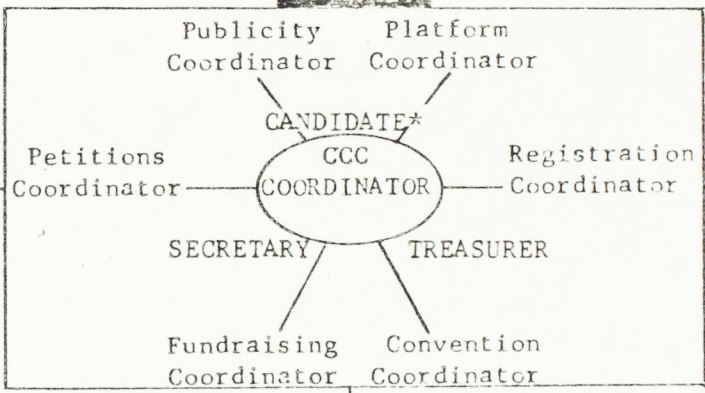 Publicity Platform
Coordinator Coordinator
CANDIDATE*
Petitions CCC Registration
Coordinator COORDINATOR Coordinator
SECRETARY TREASURER
Fundraising Convention
Coordinator Coordinator